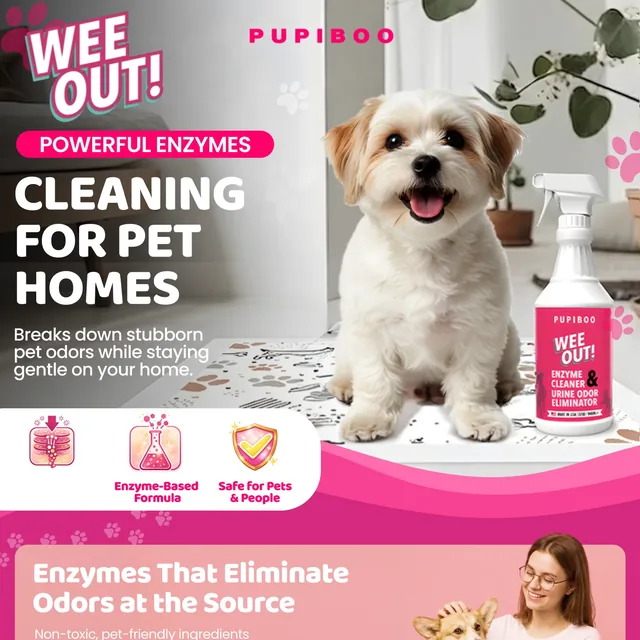 WEE
OUT!
PUPIBOO
POWERFUL ENZYMES
CLEANING
FOR PET
HOMES
Breaks down stubborn
pet odors while staying
gentle on your home.
PUPIBOO
WEE
OUT!
ENZYME
CLEANER &
URINE ODOR
ELIMINATOR
Enzyme-Based
Formula
Safe for Pets
& People
Enzymes That Eliminate
Odors at the Source
Non-toxic, pet-friendly ingredients